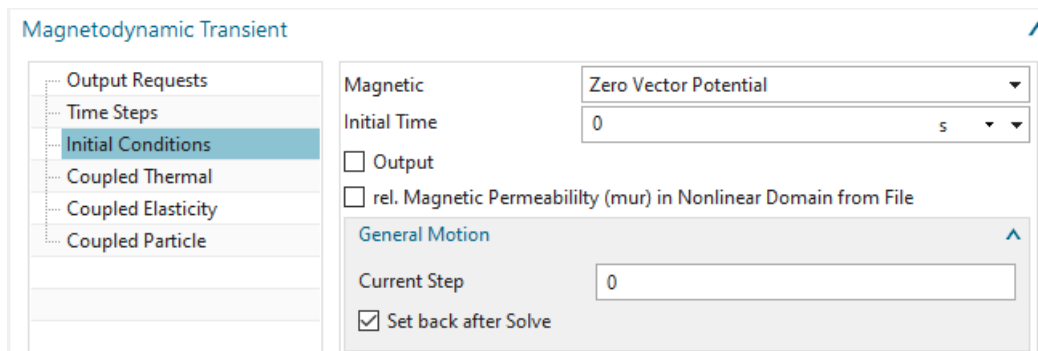 Magnetodynamic Transient
Output Requests
Time Steps
Initial Conditions
Coupled Thermal
Coupled Elasticity
Coupled Particle
Magnetic Zero Vector Potential
Initial Time 0 s
Output
rel. Magnetic Permeabililty (mur) in Nonlinear Domain from File
General Motion
Current Step 0
Set back after Solve